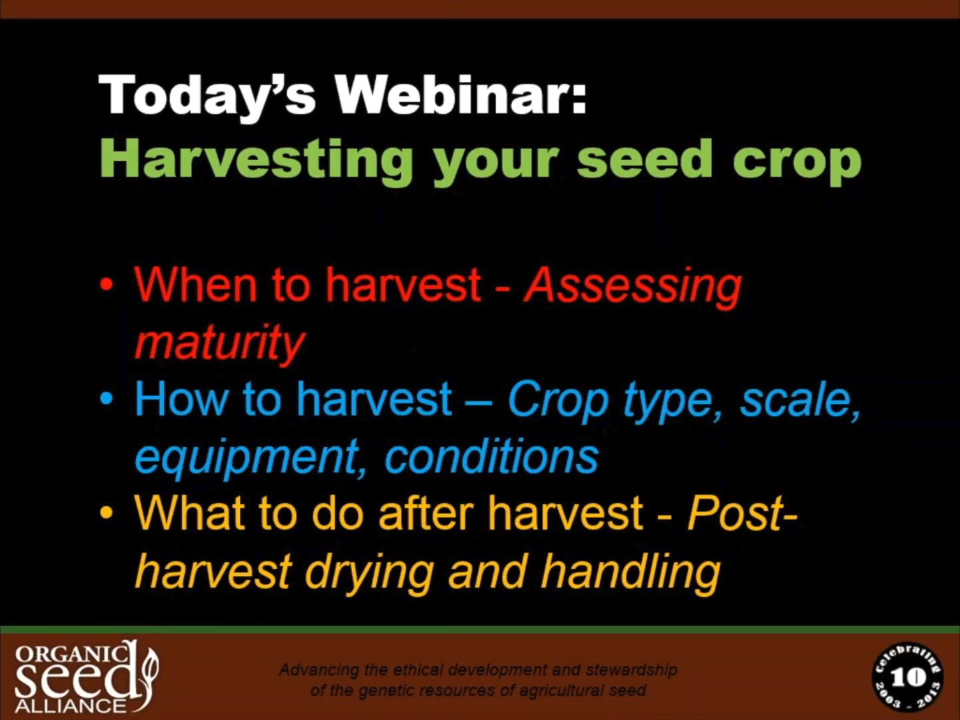 Today's Webinar:
Harvesting your seed crop
• When to harvest - Assessing
maturity
• How to harvest – Crop type, scale,
equipment, conditions
• What to do after harvest - Post-
harvest drying and handling
ORGANIC
seed
ALLIANCE
Advancing the ethical development and stewardship
of the genetic resources of agricultural seed
Celebrating
10
2003 - 2013